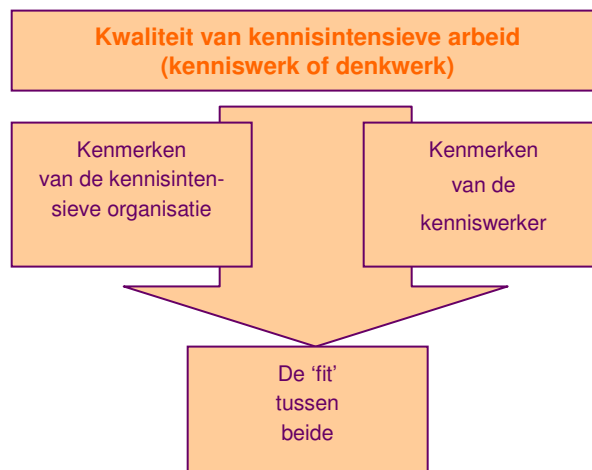 Kwaliteit van kennisintensieve arbeid
(kenniswerk of denkwerk)
Kenmerken
van de kennisinten-
sieve organisatie
Kenmerken
van de
kenniswerker
De ‘fit’
tussen
beide